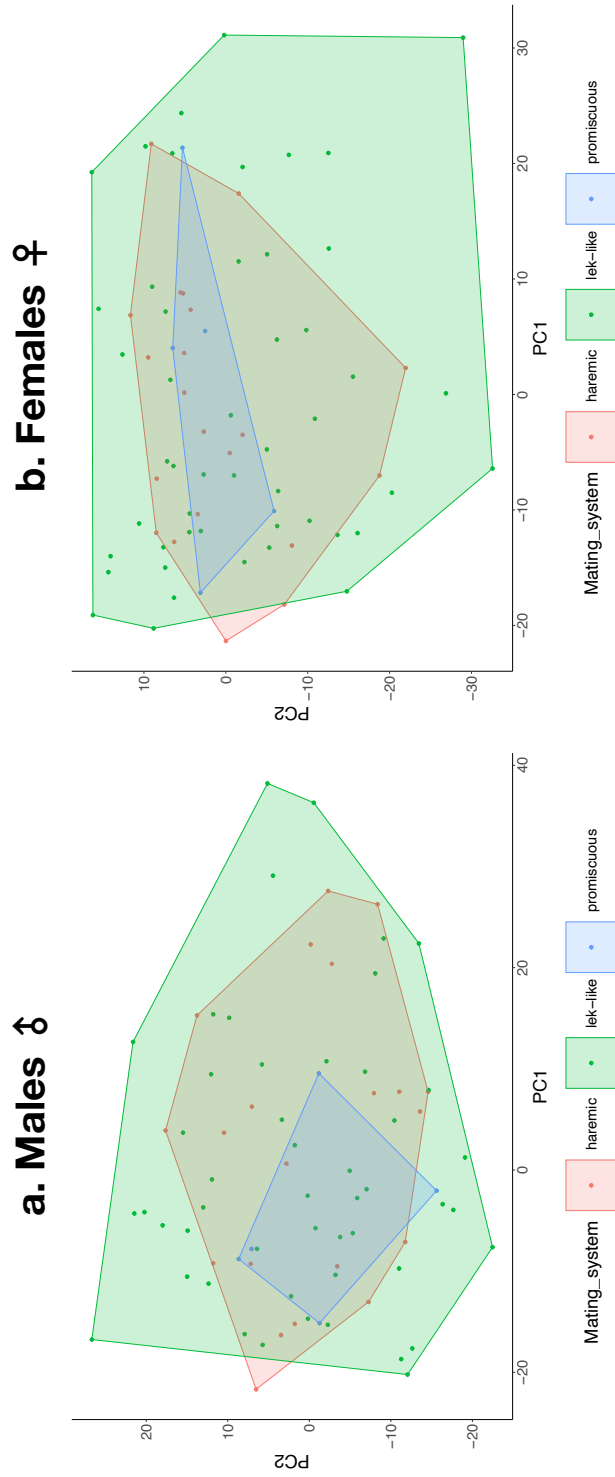 a. Males ♂
PC2
20
10
0
−10
−20
−20
0
20
40
PC1
Mating_system
haremic
lek−like
promiscuous
b. Females ♀
PC2
10
0
−10
−20
−30
−20
−10
0
10
20
30
PC1
Mating_system
haremic
lek−like
promiscuous